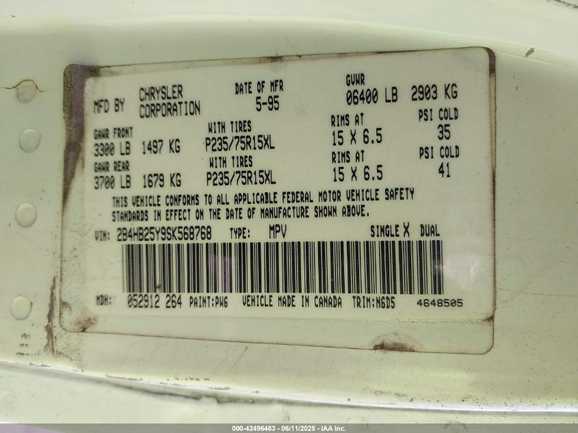 MFD BY CHRYSLER CORPORATION DATE OF MFR 5-95 GVWR 06400 LB 2903 KG
GAWR FRONT WITH TIRES RIMS AT PSI COLD
3300 LB 1497 KG P235/75R15XL 15 X 6.5 35
GAWR REAR WITH TIRES RIMS AT PSI COLD
3700 LB 1679 KG P235/75R15XL 15 X 6.5 41
THIS VEHICLE CONFORMS TO ALL APPLICABLE FEDERAL MOTOR VEHICLE SAFETY
STANDARDS IN EFFECT ON THE DATE OF MANUFACTURE SHOWN ABOVE.
VIN: 2B4HB25Y9SK568768 TYPE: MPV SINGLE X DUAL
MDH: 052912 264 PAINT:PW6 VEHICLE MADE IN CANADA TRIM:N6D5 4648505
000-42496463 - 06/11/2025 - IAA Inc.